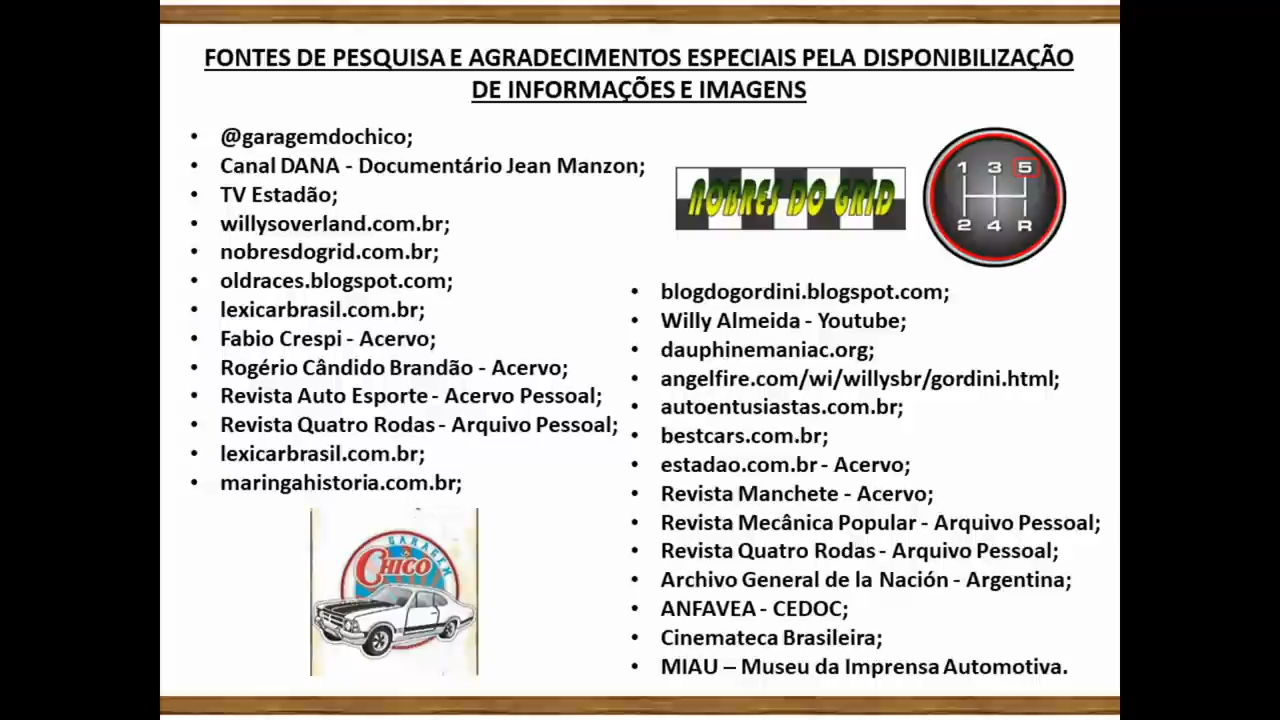 FONTES DE PESQUISA E AGRADECIMENTOS ESPECIAIS PELA DISPONIBILIZAÇÃO
DE INFORMAÇÕES E IMAGENS
• @garagemdochico;
• Canal DANA - Documentário Jean Manzon;
• TV Estadão;
• willysoverland.com.br;
• nobresdogrid.com.br;
• oldraces.blogspot.com;
• lexicarbrasil.com.br;
• Fabio Crespi - Acervo;
• Rogério Cândido Brandão - Acervo;
• Revista Auto Esporte - Acervo Pessoal;
• Revista Quatro Rodas - Arquivo Pessoal;
• lexicarbrasil.com.br;
• maringahistoria.com.br;
GARAGEM
CHICO
NOBRES DO GRID
1 3 5
2 4 R
• blogdogordini.blogspot.com;
• Willy Almeida - Youtube;
• dauphinemaniac.org;
• angelfire.com/wi/willysbr/gordini.html;
• autoentusiastas.com.br;
• bestcars.com.br;
• estadao.com.br - Acervo;
• Revista Manchete - Acervo;
• Revista Mecânica Popular - Arquivo Pessoal;
• Revista Quatro Rodas - Arquivo Pessoal;
• Archivo General de la Nación - Argentina;
• ANFAVEA - CEDOC;
• Cinemateca Brasileira;
• MIAU – Museu da Imprensa Automotiva.